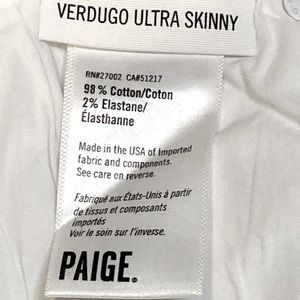 VERDUGO ULTRA SKINNY
RN#27002 CA#51217
98% Cotton/Coton
2% Elastane/
Élasthanne
Made in the USA of Imported
fabric and components.
See care on reverse.
Fabriqué aux États-Unis à partir
de tissus et composants
importés
Voir le soin sur l'inverse.
PAIGE.